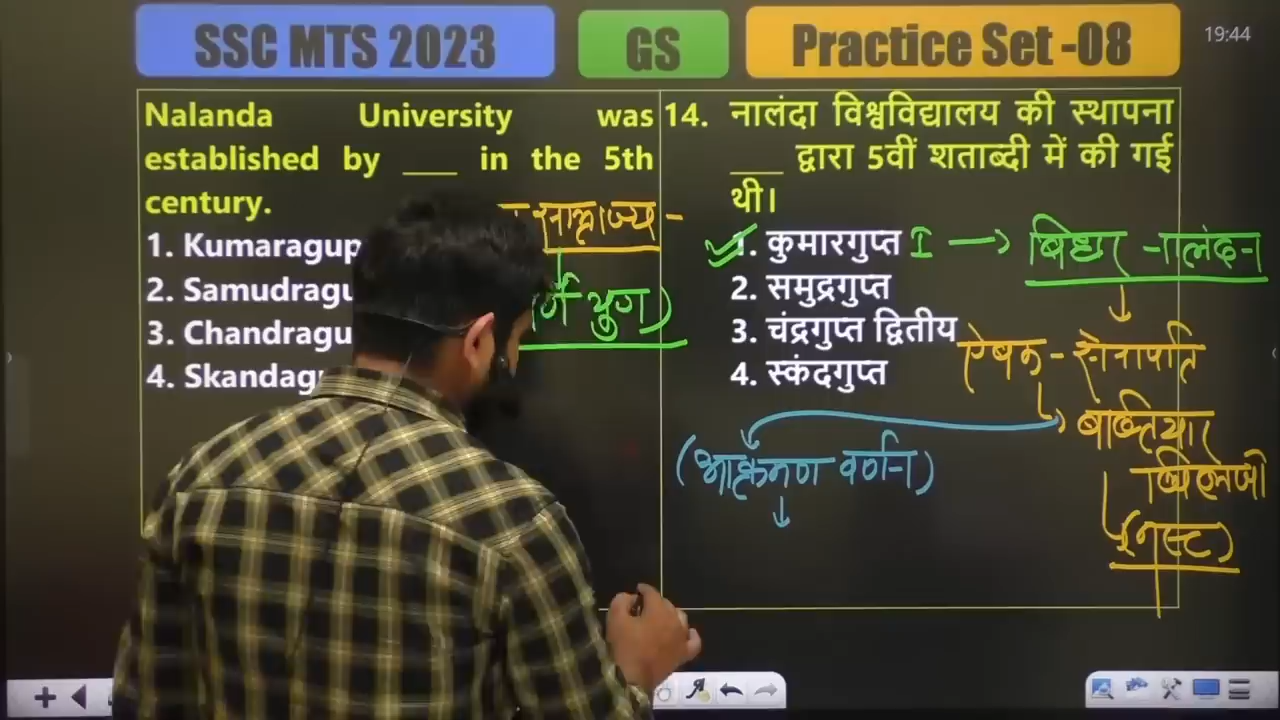 SSC MTS 2023
GS
Practice Set -08
19:44
Nalanda University was
established by ___ in the 5th
century.
1. Kumaragup
2. Samudragu
3. Chandragu
4. Skandag
साम्राज्य -
युग)
14. नालंदा विश्वविद्यालय की स्थापना
___ द्वारा 5वीं शताब्दी में की गई
थी।
1. कुमारगुप्त I → बिहार -नालंदा
2. समुद्रगुप्त
3. चंद्रगुप्त द्वितीय
4. स्कंदगुप्त
ऐबक - सेनापति
बख्तियार
(आक्रमण वर्णन)